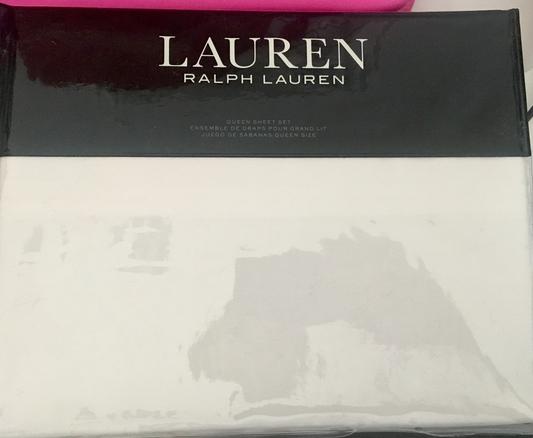 LAUREN
RALPH LAUREN
QUEEN SHEET SET
ENSEMBLE DE DRAPS POUR GRAND LIT
JUEGO DE SABANAS QUEEN SIZE